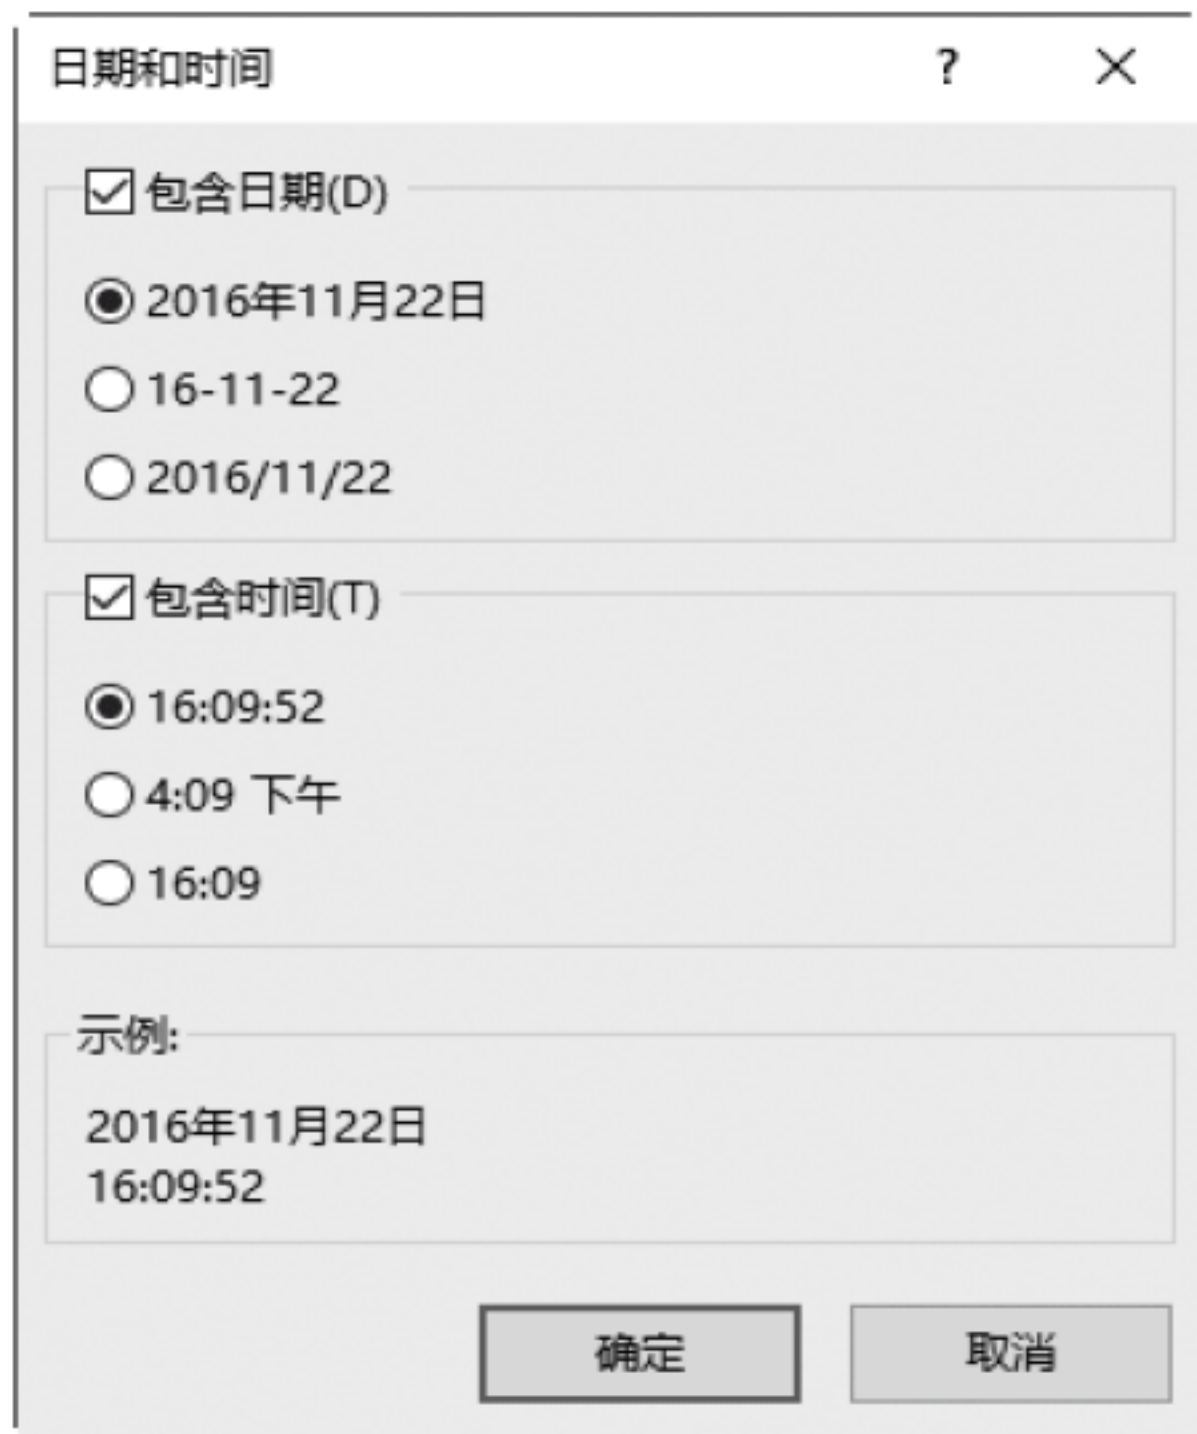 日期和时间 ?
包含日期(D)
2016年11月22日
16-11-22
2016/11/22
包含时间(T)
16:09:52
4:09 下午
16:09
示例:
2016年11月22日
16:09:52
确定 取消